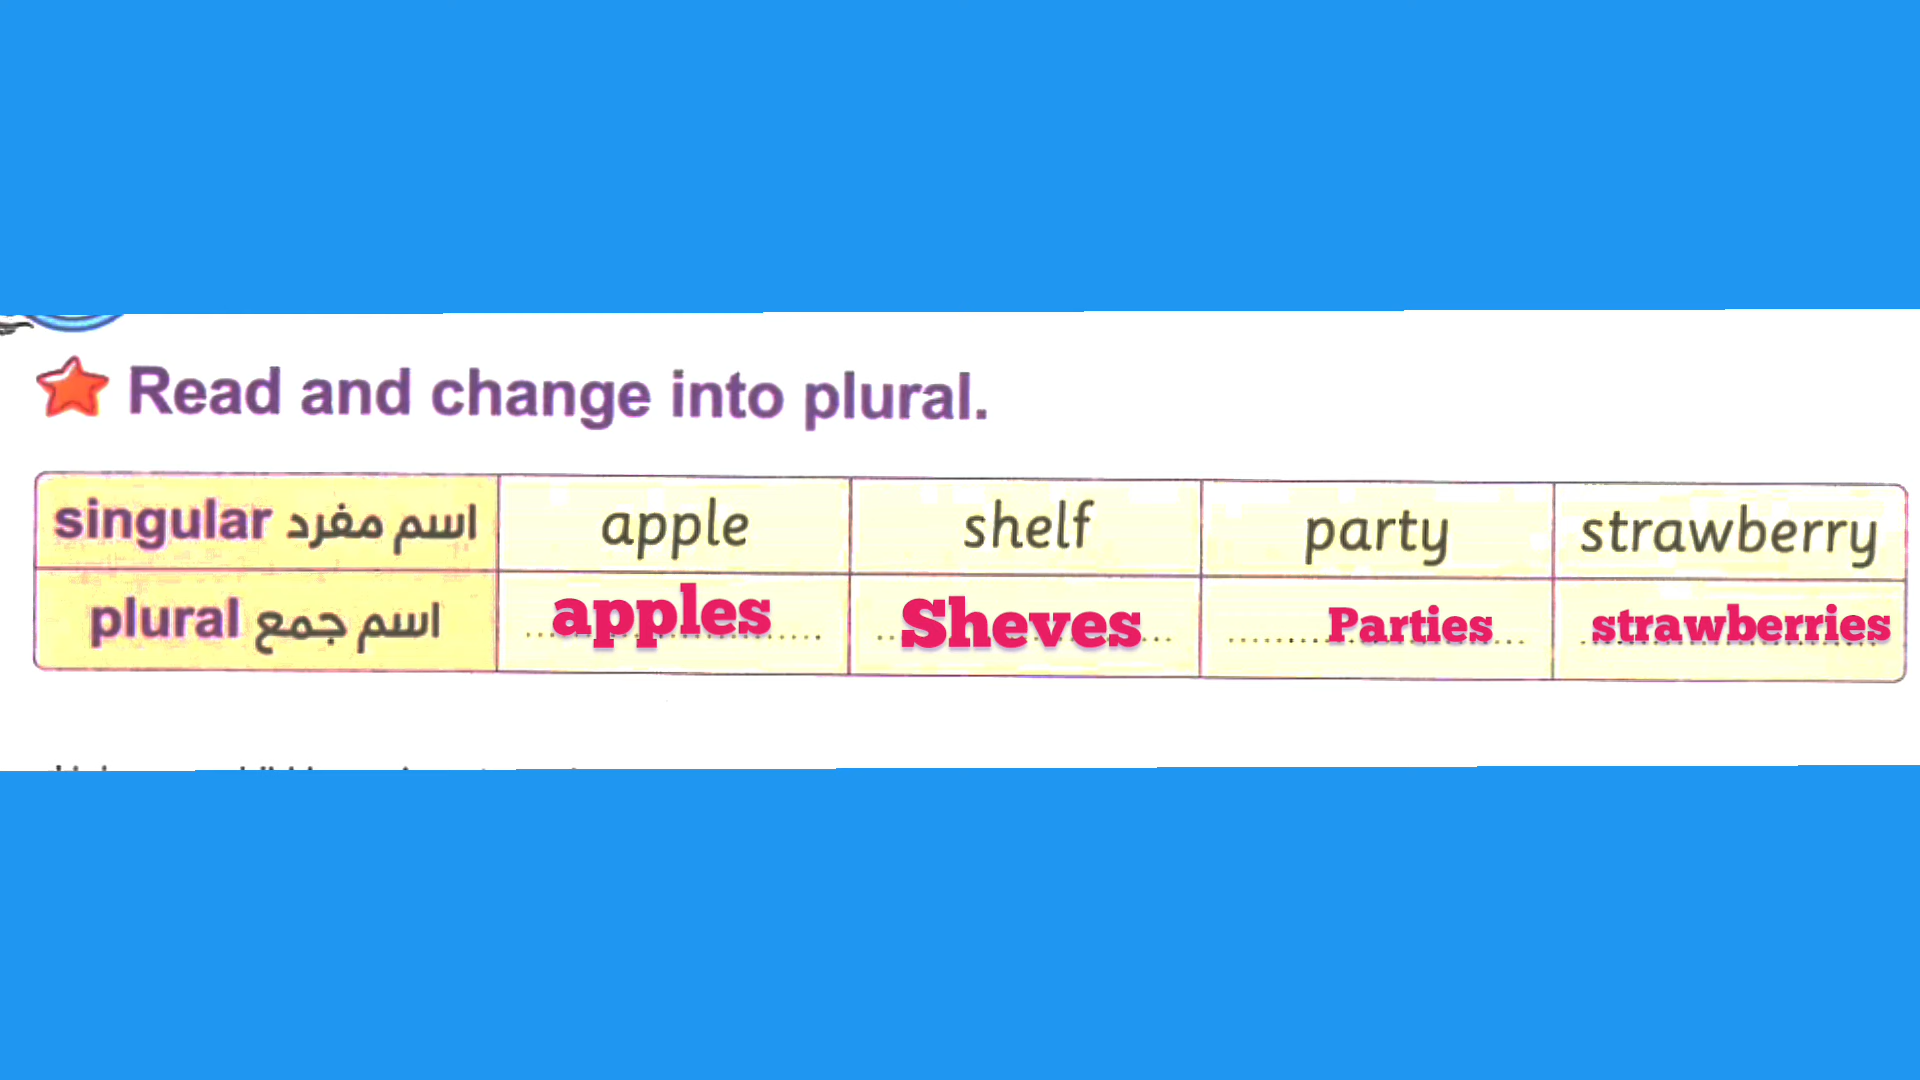 Read and change into plural.
singular اسم مفرد apple shelf party strawberry
plural اسم جمع apples Sheves Parties strawberries